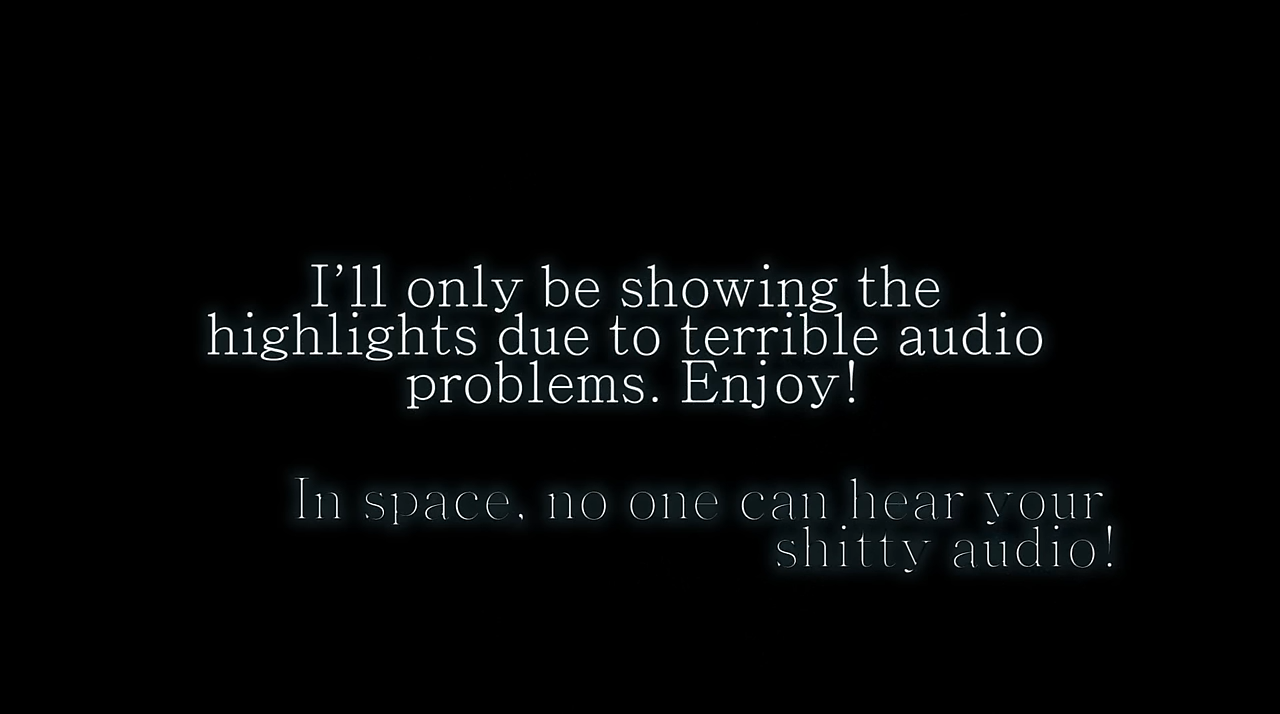 I’ll only be showing the
highlights due to terrible audio
problems. Enjoy!
In space, no one can hear your
shitty audio!